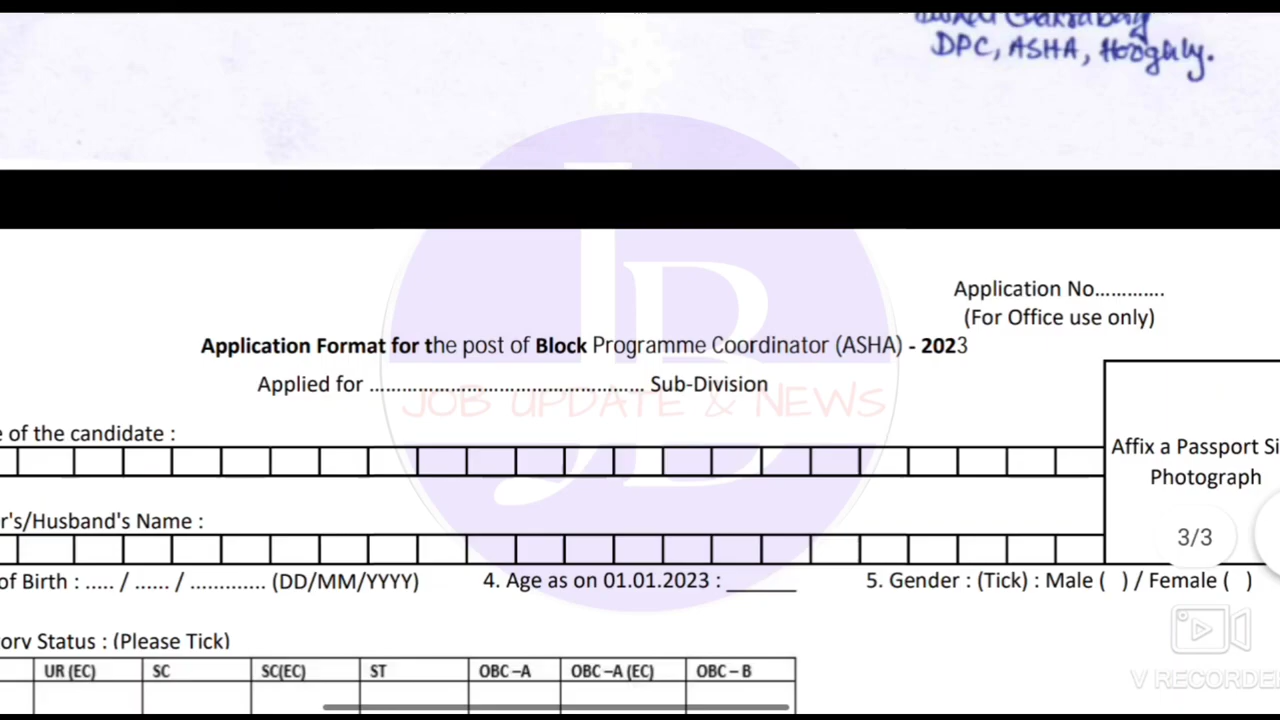 DPC, ASHA, Hooghly.
Application No.............
(For Office use only)
Application Format for the post of Block Programme Coordinator (ASHA) - 2023
Applied for .................................................... Sub-Division
JOB UPDATE & NEWS
e of the candidate :
Affix a Passport Si
Photograph
r's/Husband's Name :
3/3
of Birth : ..... / ...... / ............. (DD/MM/YYYY) 4. Age as on 01.01.2023 : ______ 5. Gender : (Tick) : Male ( ) / Female ( )
ory Status : (Please Tick)
UR (EC) SC SC(EC) ST OBC –A OBC –A (EC) OBC – B
V RECORDER